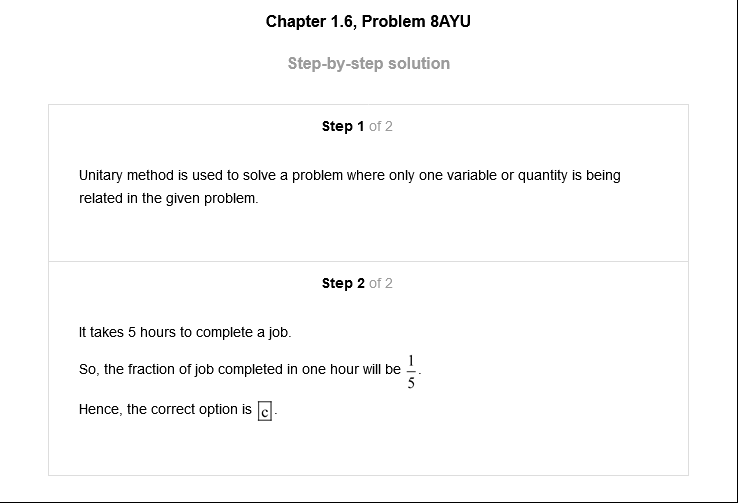 Chapter 1.6, Problem 8AYU
Step-by-step solution
Step 1 of 2
Unitary method is used to solve a problem where only one variable or quantity is being
related in the given problem.
Step 2 of 2
It takes 5 hours to complete a job.
So, the fraction of job completed in one hour will be 1/5.
Hence, the correct option is c.